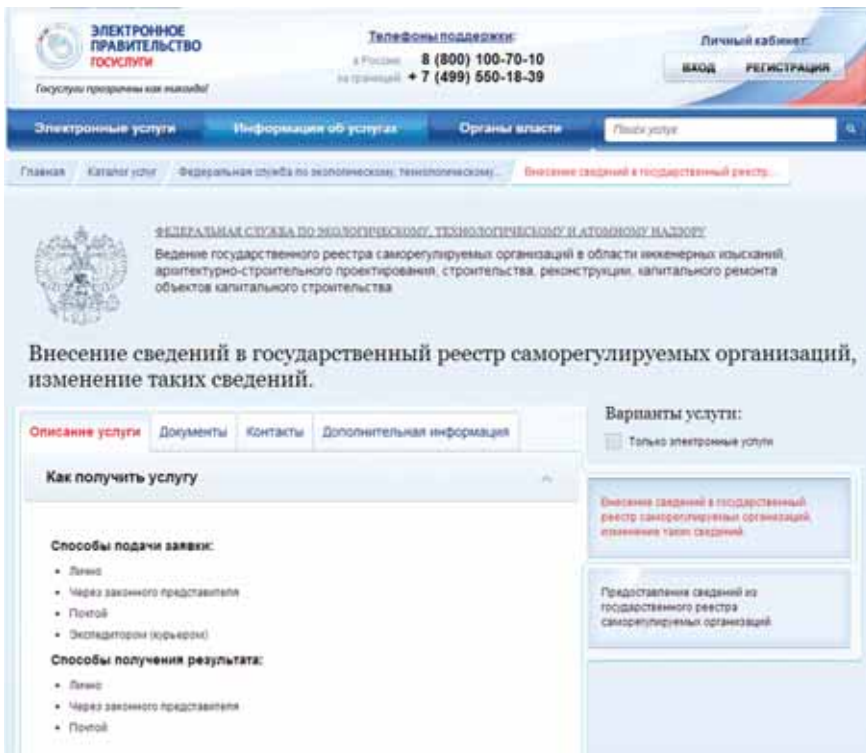 ЭЛЕКТРОННОЕ
ПРАВИТЕЛЬСТВО
ГОСУСЛУГИ
Госуслуги прозрачны как никогда!
Телефоны поддержки:
в России: 8 (800) 100-70-10
за границей: + 7 (499) 550-18-39
Личный кабинет:
ВХОД РЕГИСТРАЦИЯ
Электронные услуги Информация об услугах Органы власти Поиск услуг
Главная Каталог услуг Федеральная служба по экологическому, технологическому... Внесение сведений в государственный реестр...
ФЕДЕРАЛЬНАЯ СЛУЖБА ПО ЭКОЛОГИЧЕСКОМУ, ТЕХНОЛОГИЧЕСКОМУ И АТОМНОМУ НАДЗОРУ
Ведение государственного реестра саморегулируемых организаций в области инженерных изысканий,
архитектурно-строительного проектирования, строительства, реконструкции, капитального ремонта
объектов капитального строительства
Внесение сведений в государственный реестр саморегулируемых организаций,
изменение таких сведений.
Описание услуги Документы Контакты Дополнительная информация
Как получить услугу
Способы подачи заявки:
• Лично
• Через законного представителя
• Почтой
• Экспедитором (курьером)
Способы получения результата:
• Лично
• Через законного представителя
• Почтой
Варианты услуги:
Только электронные услуги
Внесение сведений в государственный
реестр саморегулируемых организаций,
изменение таких сведений.
Предоставление сведений из
государственного реестра
саморегулируемых организаций